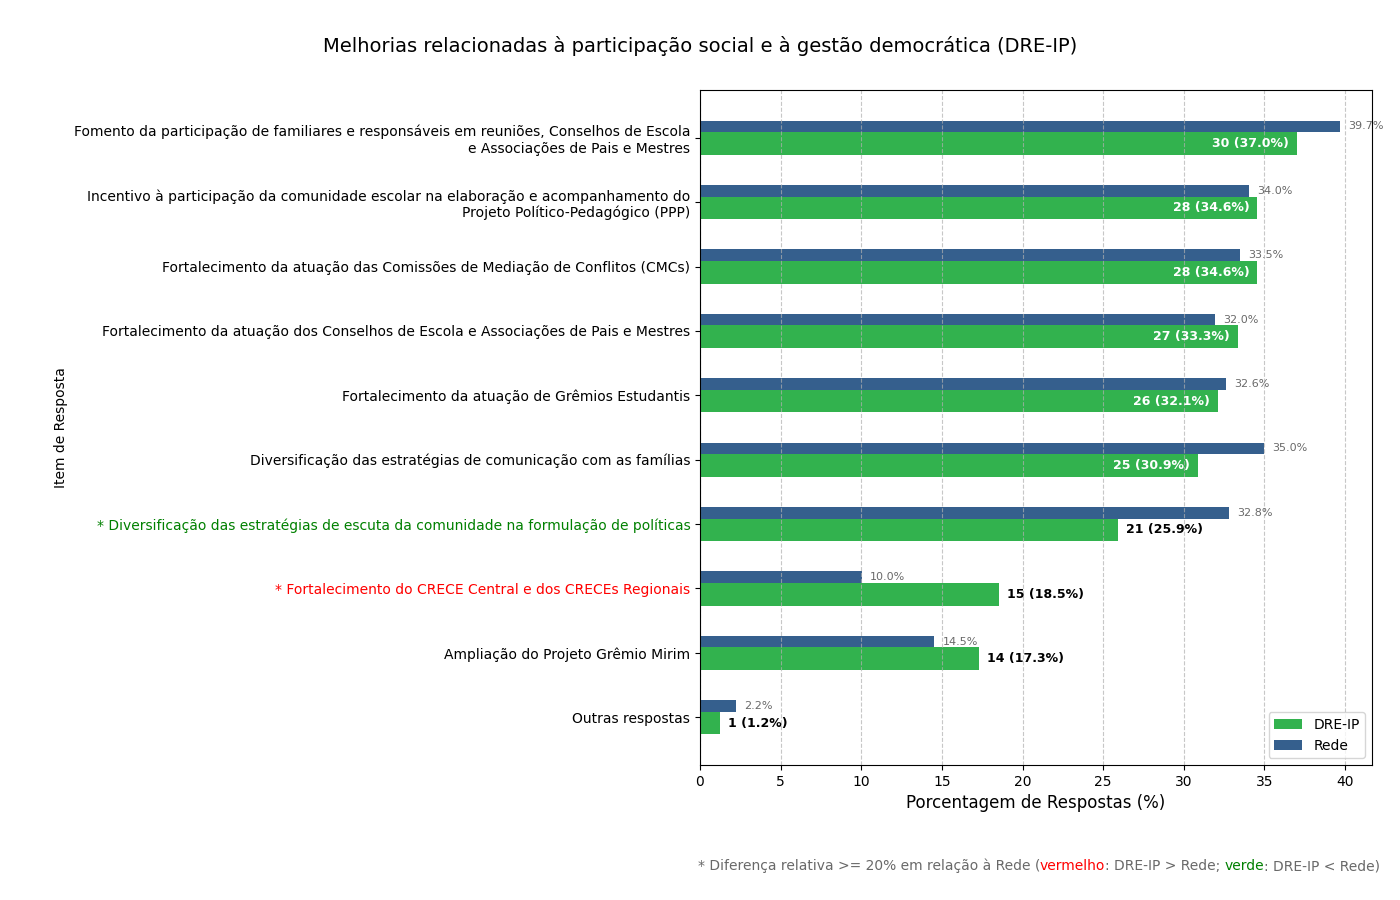 Melhorias relacionadas à participação social e à gestão democrática (DRE-IP)
Item de Resposta
Fomento da participação de familiares e responsáveis em reuniões, Conselhos de Escola
e Associações de Pais e Mestres
39.7%
30 (37.0%)
Incentivo à participação da comunidade escolar na elaboração e acompanhamento do
Projeto Político-Pedagógico (PPP)
34.0%
28 (34.6%)
Fortalecimento da atuação das Comissões de Mediação de Conflitos (CMCs)
33.5%
28 (34.6%)
Fortalecimento da atuação dos Conselhos de Escola e Associações de Pais e Mestres
32.0%
27 (33.3%)
Fortalecimento da atuação de Grêmios Estudantis
32.6%
26 (32.1%)
Diversificação das estratégias de comunicação com as famílias
35.0%
25 (30.9%)
* Diversificação das estratégias de escuta da comunidade na formulação de políticas
32.8%
21 (25.9%)
* Fortalecimento do CRECE Central e dos CRECEs Regionais
10.0%
15 (18.5%)
Ampliação do Projeto Grêmio Mirim
14.5%
14 (17.3%)
Outras respostas
2.2%
1 (1.2%)
DRE-IP
Rede
0 5 10 15 20 25 30 35 40
Porcentagem de Respostas (%)
* Diferença relativa >= 20% em relação à Rede (vermelho: DRE-IP > Rede; verde: DRE-IP < Rede)